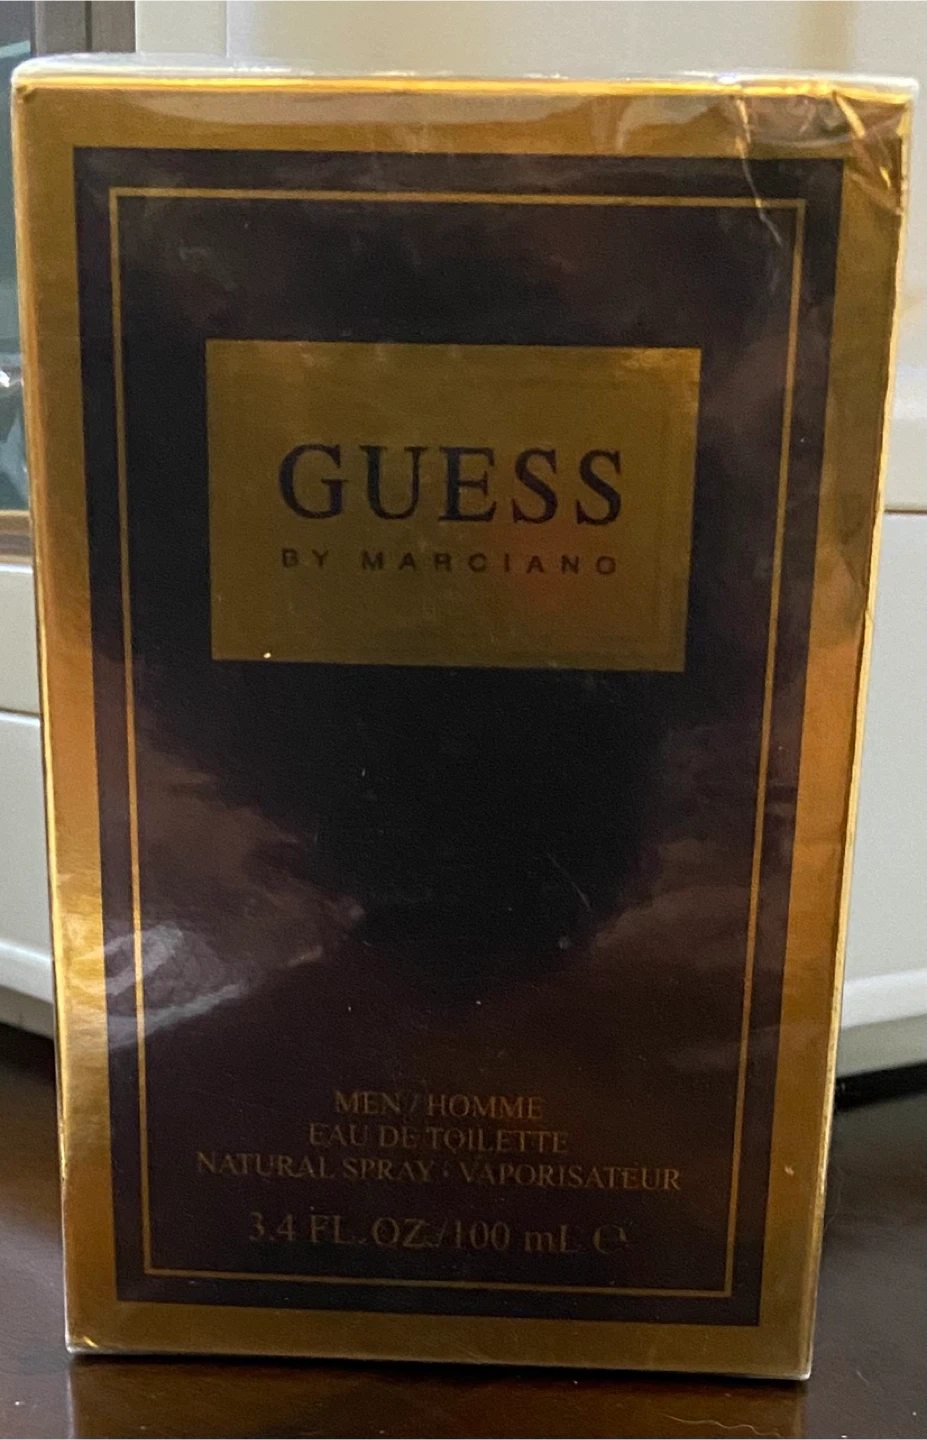 GUESS
BY MARCIANO
MEN / HOMME
EAU DE TOILETTE
NATURAL SPRAY · VAPORISATEUR
3.4 FL. OZ./100 mL ℮